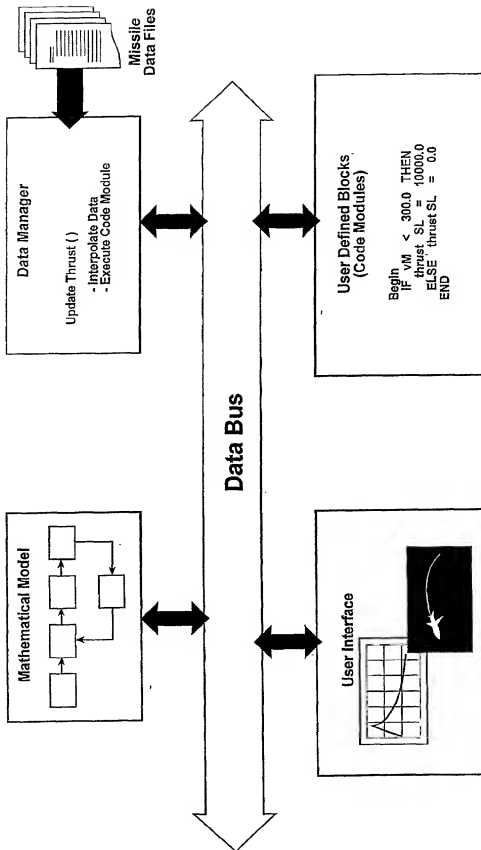 Mathematical Model
Data Manager
Update Thrust ( )
- Interpolate Data
- Execute Code Module
Missile
Data Files
Data Bus
User Interface
User Defined Blocks
(Code Modules)
Begin
IF vM < 300.0 THEN
thrust SL = 10000.0
ELSE thrust SL = 0.0
END